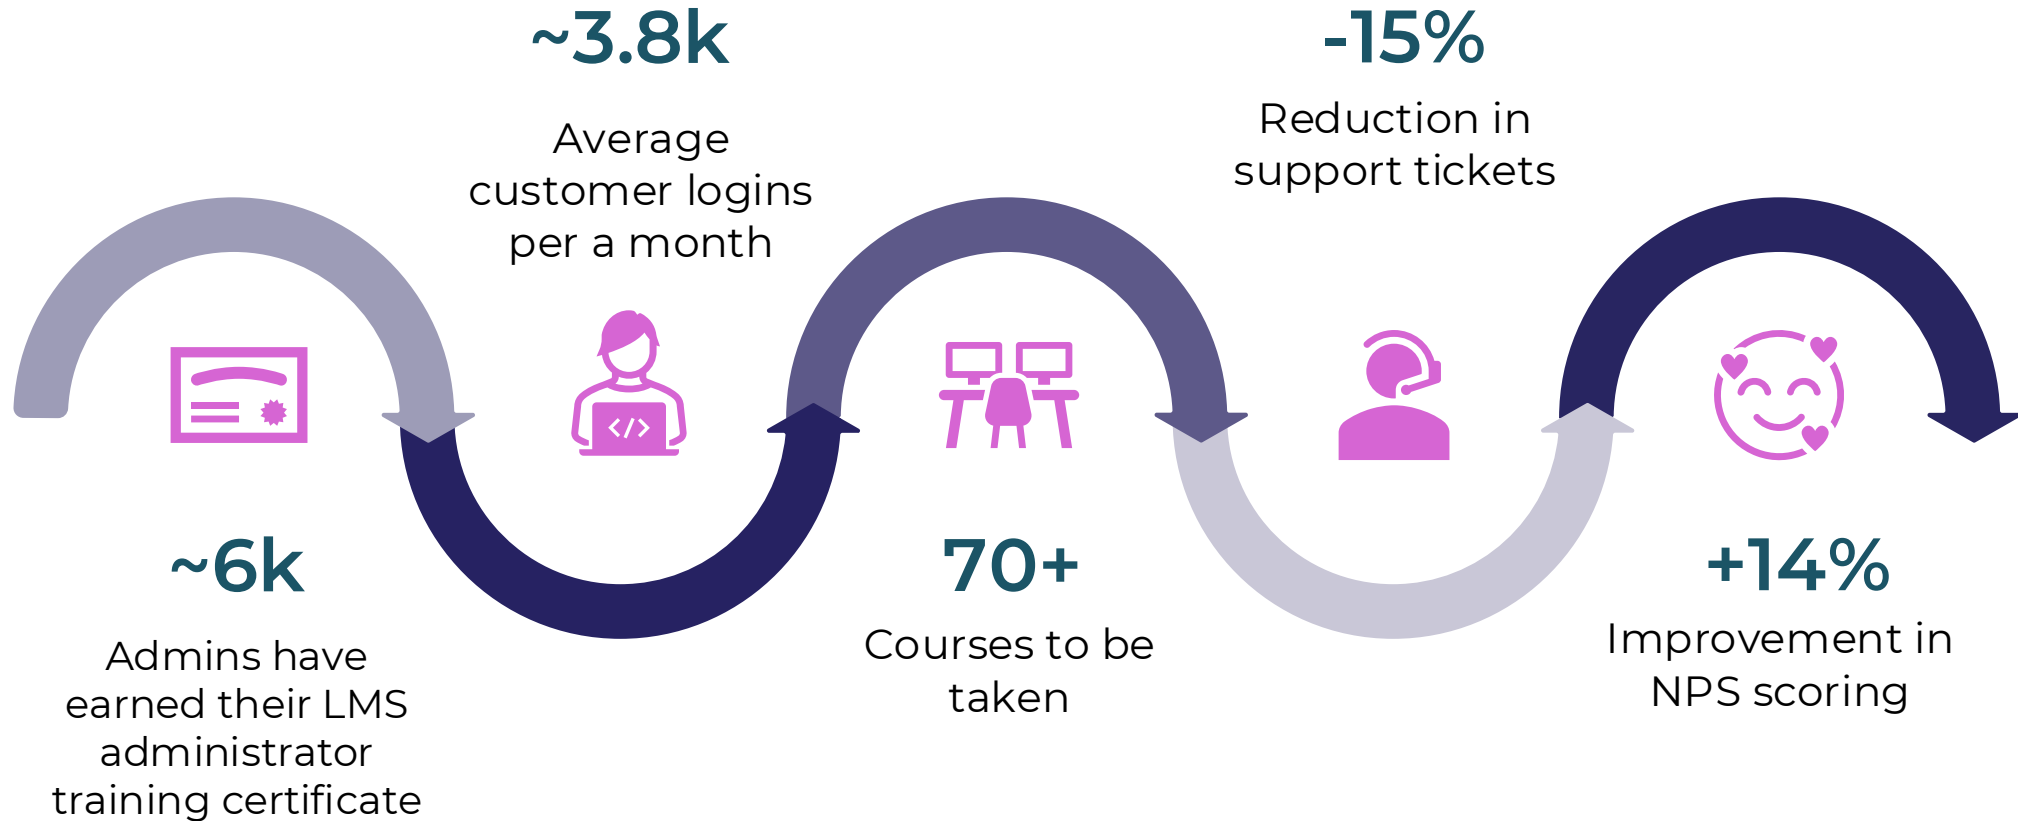 ~6k
Admins have
earned their LMS
administrator
training certificate
~3.8k
Average
customer logins
per a month
</>
70+
Courses to be
taken
-15%
Reduction in
support tickets
+14%
Improvement in
NPS scoring